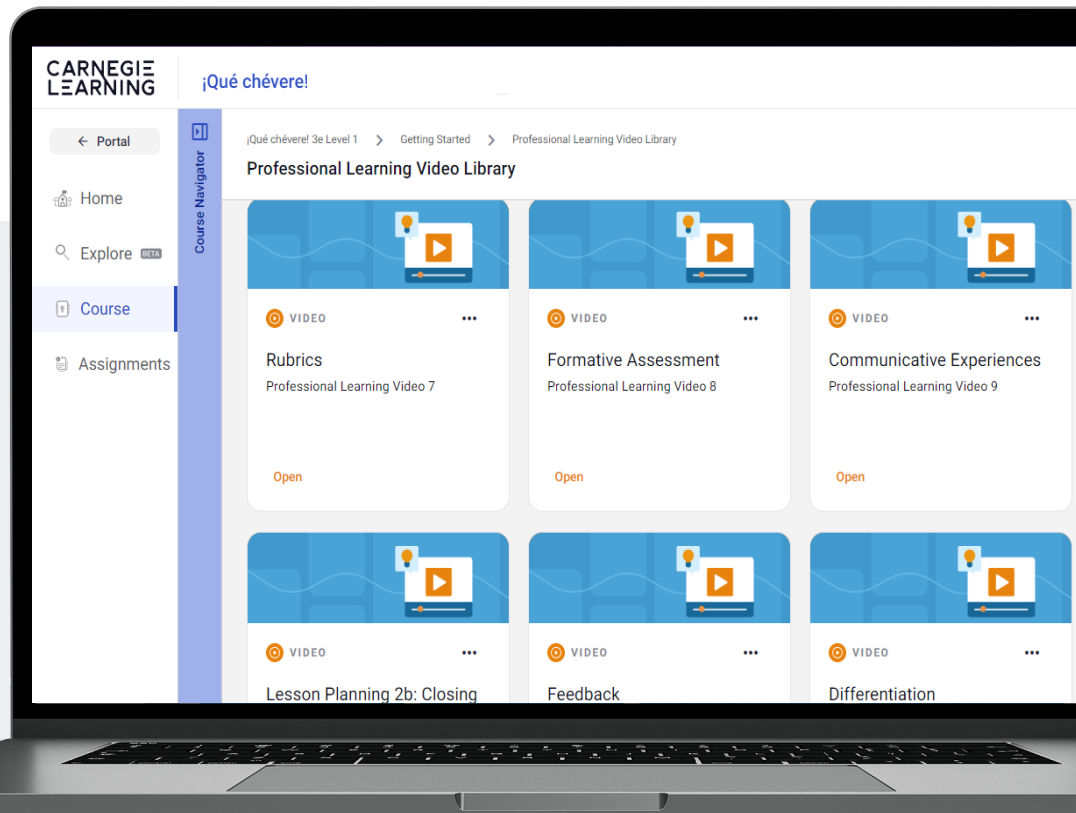 CARNEGIE
LEARNING
¡Qué chévere!
← Portal
Home
Explore BETA
Course
Assignments
Course Navigator
¡Qué chévere! 3e Level 1 > Getting Started > Professional Learning Video Library
Professional Learning Video Library
VIDEO
Rubrics
Professional Learning Video 7
Open
VIDEO
Formative Assessment
Professional Learning Video 8
Open
VIDEO
Communicative Experiences
Professional Learning Video 9
Open
VIDEO
Lesson Planning 2b: Closing
VIDEO
Feedback
VIDEO
Differentiation